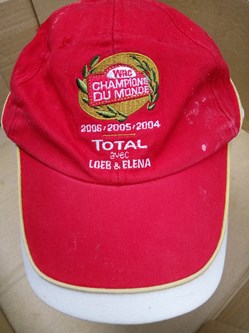 WRC
CHAMPIONS
DU MONDE
2006/2005/2004
TOTAL
avec
LOEB & ELENA